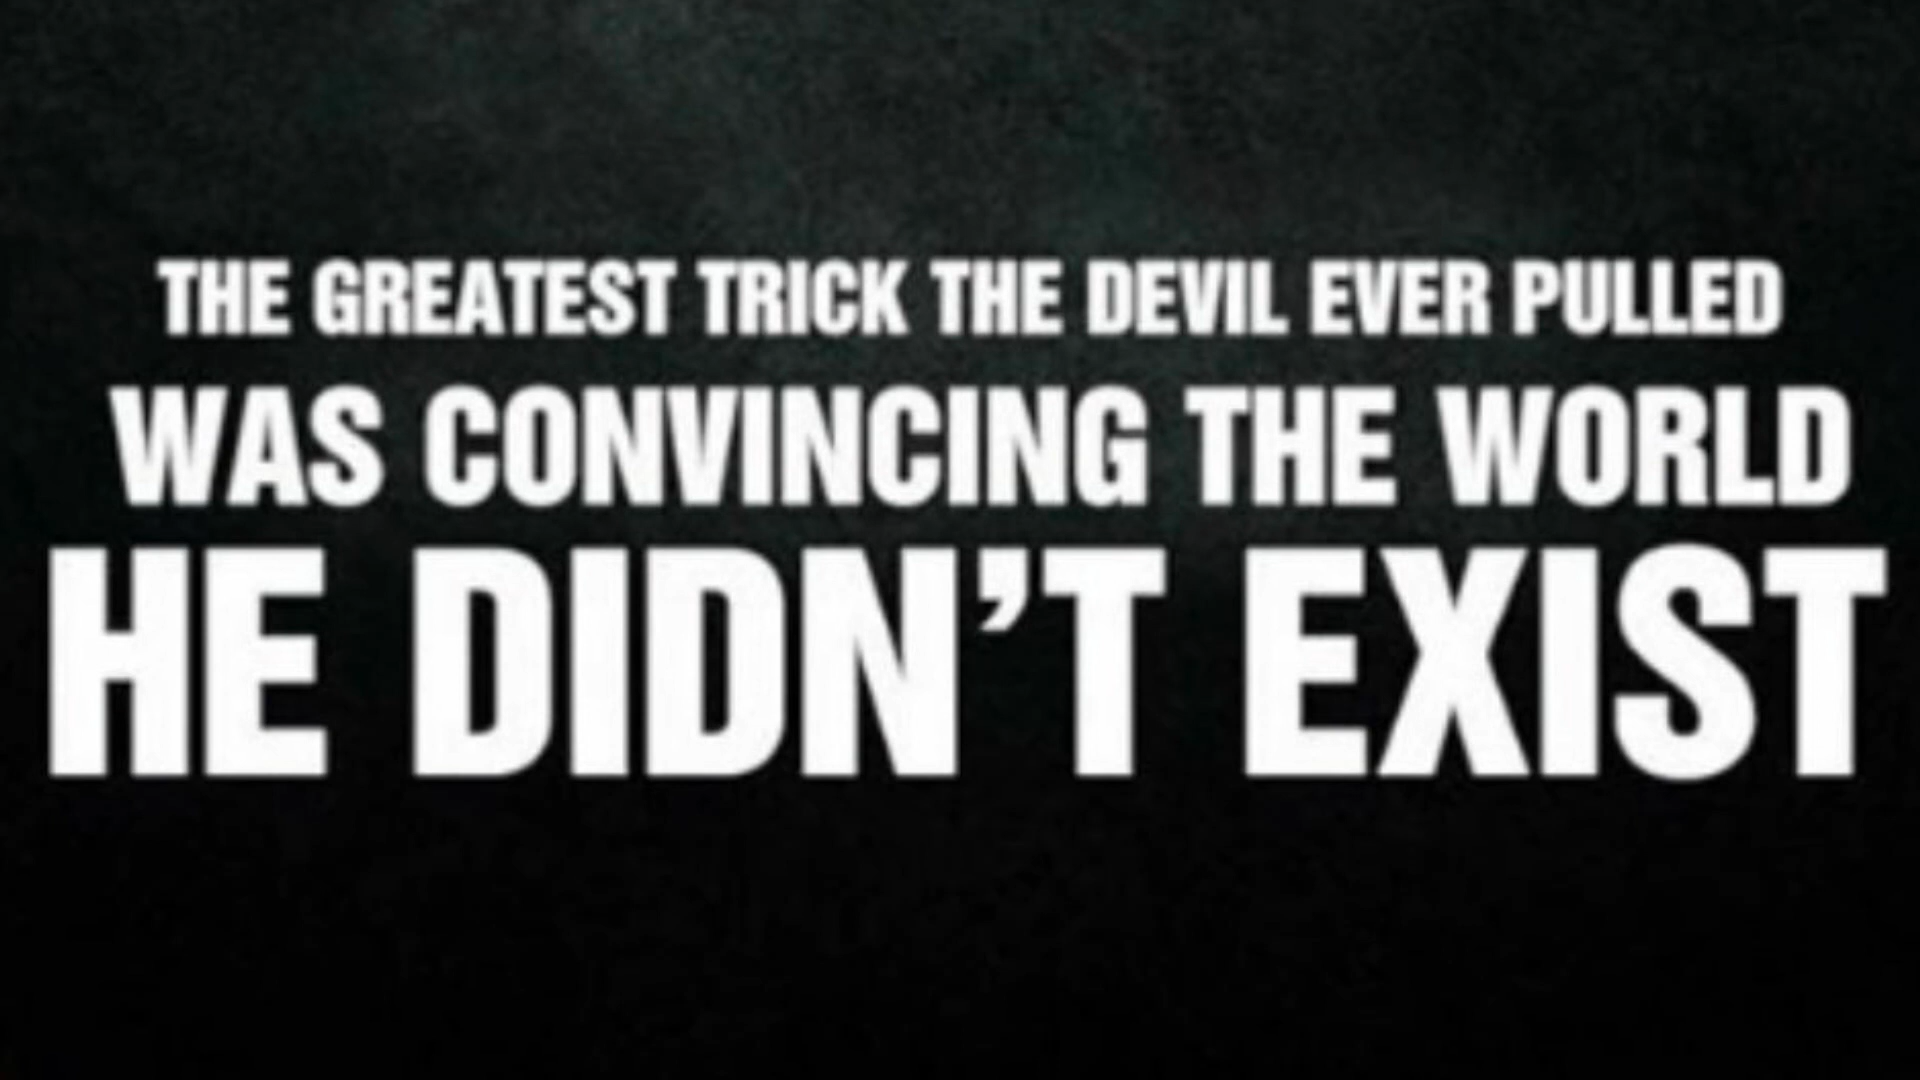 THE GREATEST TRICK THE DEVIL EVER PULLED
WAS CONVINCING THE WORLD
HE DIDN’T EXIST